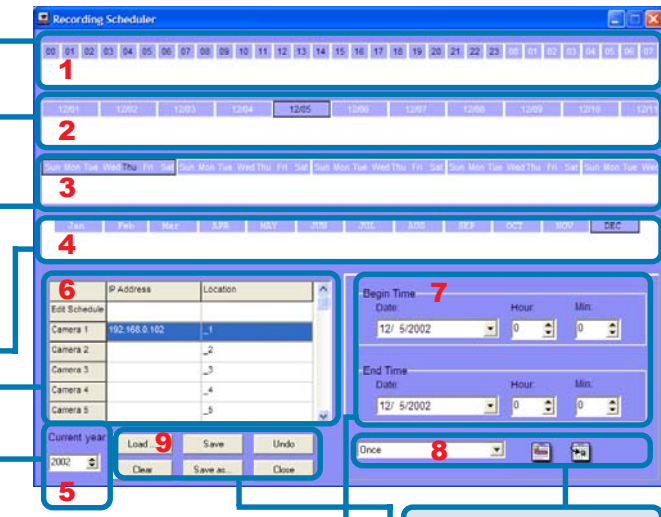 Recording Scheduler
00 01 02 03 04 05 06 07 08 09 10 11 12 13 14 15 16 17 18 19 20 21 22 23 00 01 02 03 04 05 06 07
1
12/01 12/02 12/03 12/04 12/05 12/06 12/07 12/08 12/09 12/10 12/11
2
Sun Mon Tue Wed Thu Fri Sat Sun Mon Tue Wed Thu Fri Sat Sun Mon Tue Wed Thu Fri Sat Sun Mon Tue Wed Thu Fri Sat Sun Mon Tue Wed
3
Jan Feb Mar APR MAY JUN JUL AUG SEP OCT NOV DEC
4
6
IP Address Location
Edit Schedule
Camera 1 192.168.0.102 _1
Camera 2 _2
Camera 3 _3
Camera 4 _4
Camera 5 _5
7
Begin Time
Date: Hour: Min:
12/ 5/2002 0 0
End Time
Date: Hour: Min:
12/ 5/2002 0 0
Current year:
2002
5
9
Load... Save Undo
Clear Save as... Close
Once
8